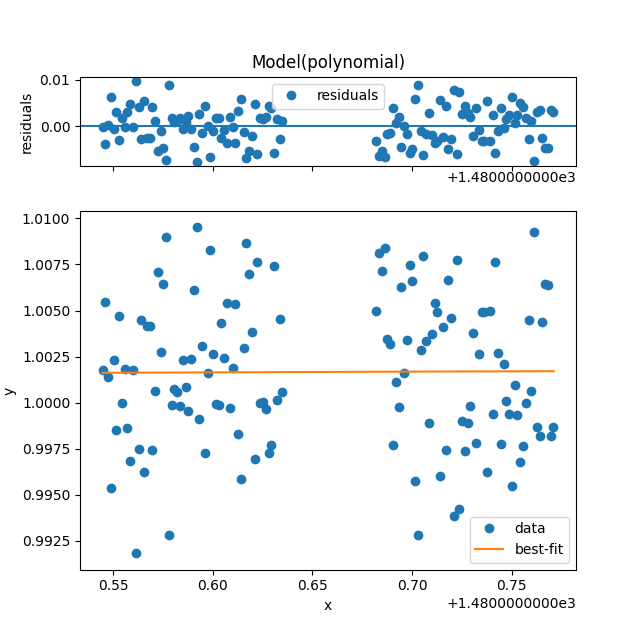 Model(polynomial)
0.01
0.00
residuals
residuals
+1.4800000000e3
1.0100
1.0075
1.0050
1.0025
1.0000
0.9975
0.9950
0.9925
y
data
best-fit
0.55 0.60 0.65 0.70 0.75
x
+1.4800000000e3